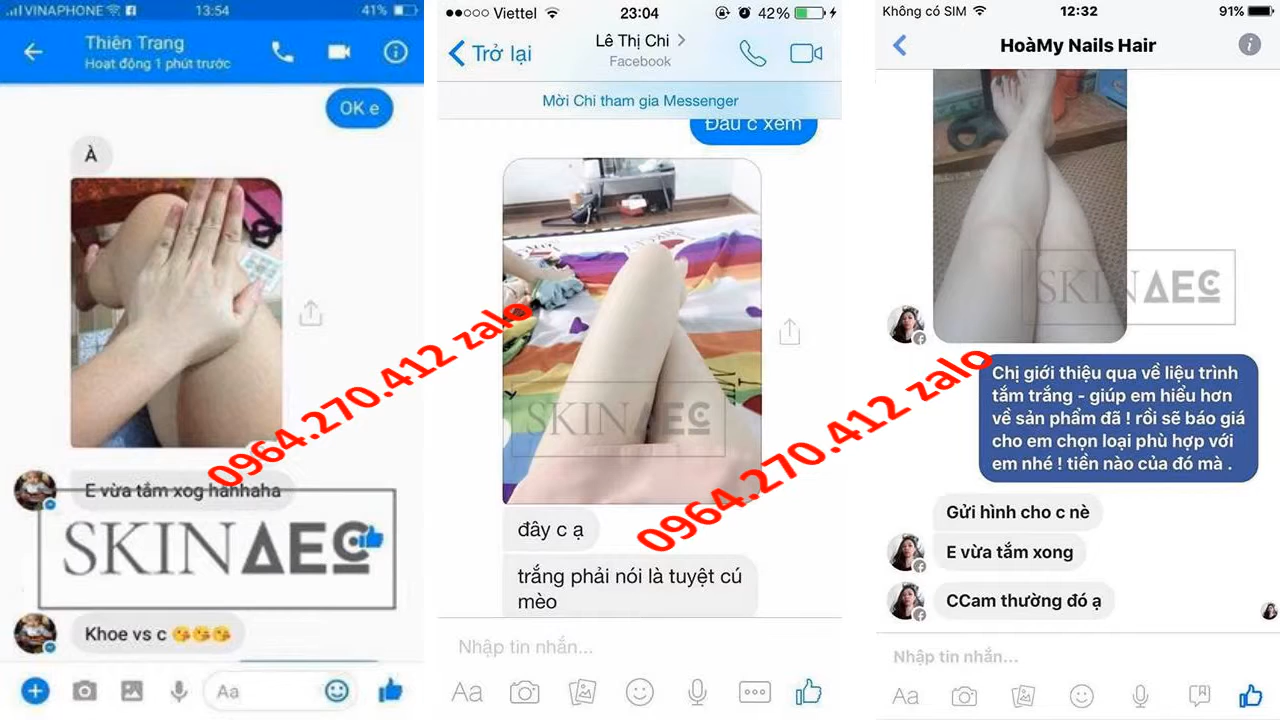 VINAPHONE 13:54 41%
Thiên Trang
Hoạt động 1 phút trước
OK e
À
E vừa tắm xog hahhaha
SKINAEC
Khoe vs c 😘😘😘
Aa
Viettel 23:04 42%
Trở lại
Lê Thị Chi
Facebook
Mời Chi tham gia Messenger
Đâu c xem
SKINAEC
đây c ạ
trắng phải nói là tuyệt cú
mèo
Nhập tin nhắn...
Aa
Không có SIM 12:32 91%
HoàMy Nails Hair
SKINAEC
Chị giới thiệu qua về liệu trình
tắm trắng - giúp em hiểu hơn
về sản phẩm đã ! rồi sẽ báo giá
cho em chọn loại phù hợp với
em nhé ! tiền nào của đó mà .
Gửi hình cho c nè
E vừa tắm xong
CCam thường đó ạ
Nhập tin nhắn...
Aa
0964.270.412 zalo
0964.270.412 zalo